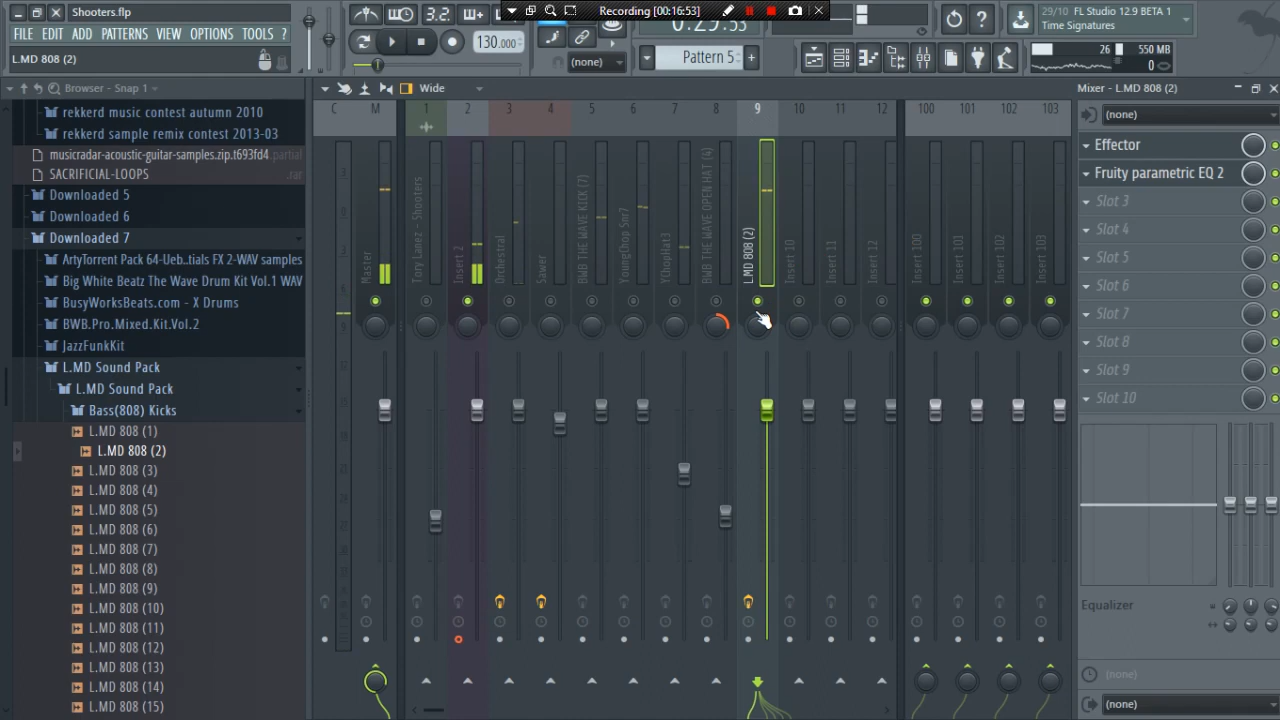 Recording [00:16:53]
Shooters.flp
FILE EDIT ADD PATTERNS VIEW OPTIONS TOOLS ?
L.MD 808 (2)
3.2
130.000
0:29:53
(none)
Pattern 5
29/10 FL Studio 12.9 BETA 1
Time Signatures
26
550 MB
0
Browser - Snap 1
rekkerd music contest autumn 2010
rekkerd sample remix contest 2013-03
musicradar-acoustic-guitar-samples.zip.t693fd4.partial
SACRIFICIAL-LOOPS .rar
Downloaded 5
Downloaded 6
Downloaded 7
ArtyTorrent Pack 64-Ueb..tials FX 2-WAV samples
Big White Beatz The Wave Drum Kit Vol.1 WAV
BusyWorksBeats.com - X Drums
BWB.Pro.Mixed.Kit.Vol.2
JazzFunkKit
L.MD Sound Pack
L.MD Sound Pack
Bass(808) Kicks
L.MD 808 (1)
L.MD 808 (2)
L.MD 808 (3)
L.MD 808 (4)
L.MD 808 (5)
L.MD 808 (6)
L.MD 808 (7)
L.MD 808 (8)
L.MD 808 (9)
L.MD 808 (10)
L.MD 808 (11)
L.MD 808 (12)
L.MD 808 (13)
L.MD 808 (14)
L.MD 808 (15)
Wide
C M 1 2 3 4 5 6 7 8 9 10 11 12 100 101 102 103
Master
Tory Lanez - Shooters
Insert 2
Orchestral
Sawer
BWB THE WAVE KICK (7)
YoungChop Snr7
YChopHat3
BWB THE WAVE OPEN HAT (4)
L.MD 808 (2)
Insert 10
Insert 11
Insert 12
Insert 100
Insert 101
Insert 102
Insert 103
Mixer - L.MD 808 (2)
(none)
Effector
Fruity parametric EQ 2
Slot 3
Slot 4
Slot 5
Slot 6
Slot 7
Slot 8
Slot 9
Slot 10
Equalizer
(none)
(none)